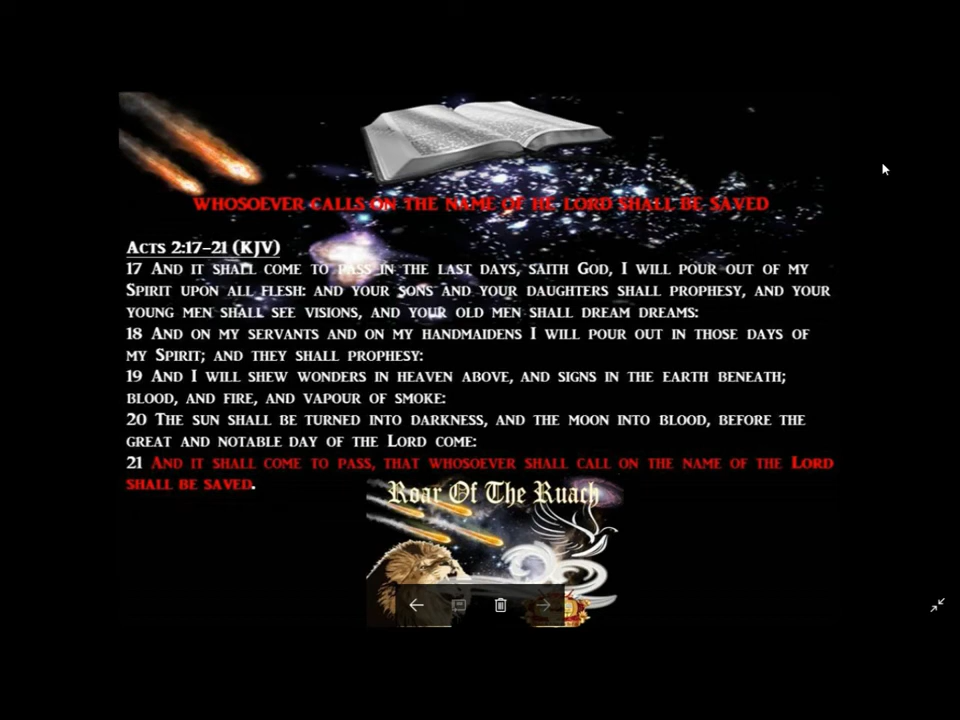 WHOSOEVER CALLS ON THE NAME OF HE LORD SHALL BE SAVED
ACTS 2:17-21 (KJV)
17 AND IT SHALL COME TO PASS IN THE LAST DAYS, SAITH GOD, I WILL POUR OUT OF MY
SPIRIT UPON ALL FLESH: AND YOUR SONS AND YOUR DAUGHTERS SHALL PROPHESY, AND YOUR
YOUNG MEN SHALL SEE VISIONS, AND YOUR OLD MEN SHALL DREAM DREAMS:
18 AND ON MY SERVANTS AND ON MY HANDMAIDENS I WILL POUR OUT IN THOSE DAYS OF
MY SPIRIT; AND THEY SHALL PROPHESY:
19 AND I WILL SHEW WONDERS IN HEAVEN ABOVE, AND SIGNS IN THE EARTH BENEATH;
BLOOD, AND FIRE, AND VAPOUR OF SMOKE:
20 THE SUN SHALL BE TURNED INTO DARKNESS, AND THE MOON INTO BLOOD, BEFORE THE
GREAT AND NOTABLE DAY OF THE LORD COME:
21 AND IT SHALL COME TO PASS, THAT WHOSOEVER SHALL CALL ON THE NAME OF THE LORD
SHALL BE SAVED.
Roar Of The Ruach